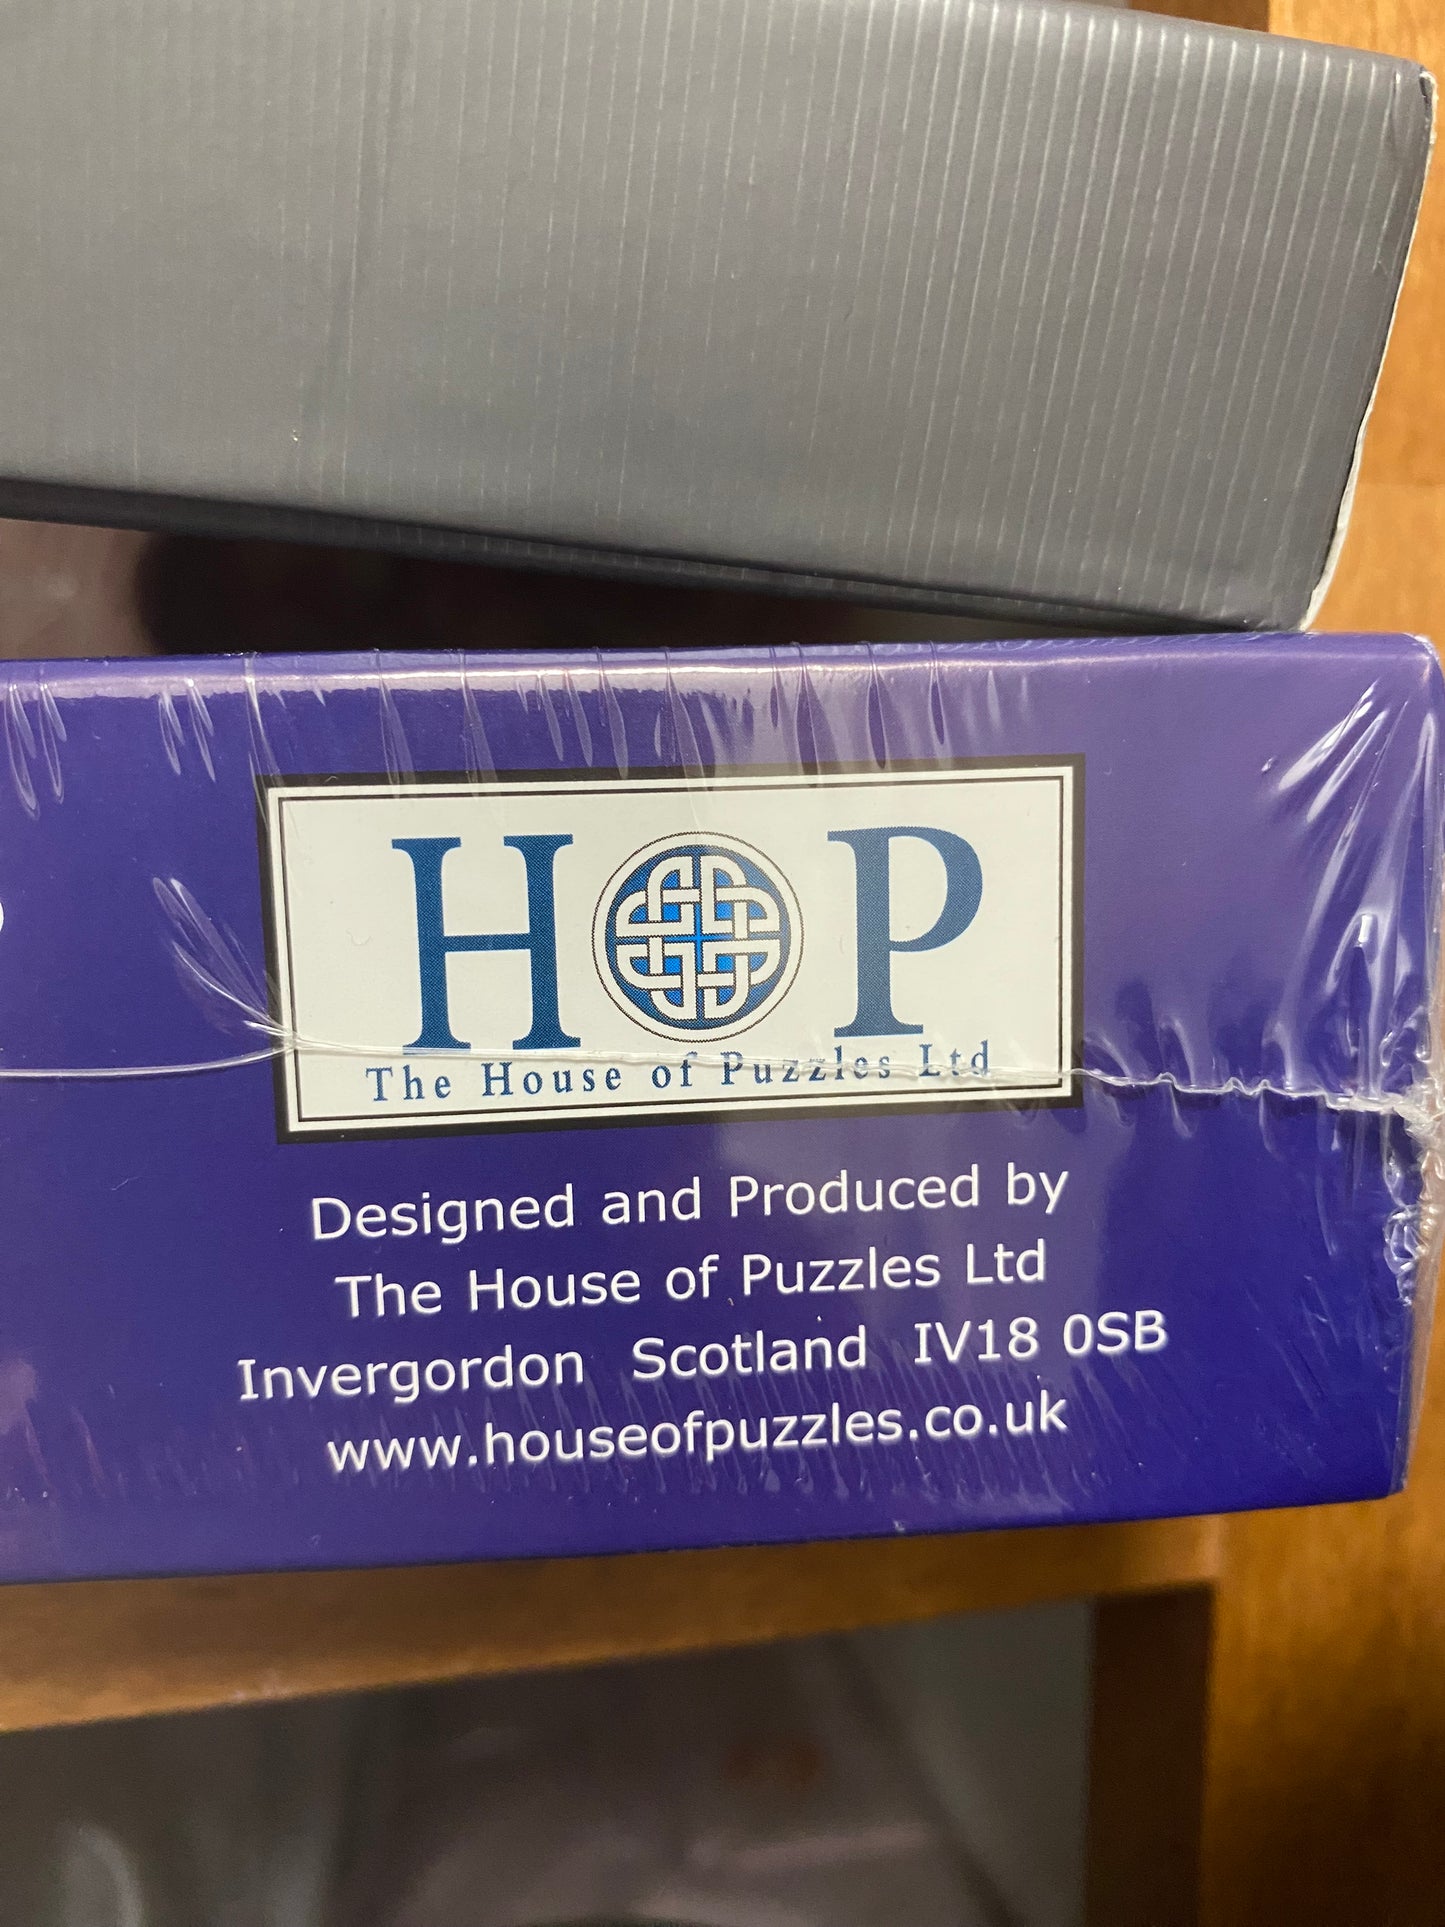 HOP
The House of Puzzles Ltd
Designed and Produced by
The House of Puzzles Ltd
Invergordon Scotland IV18 0SB
www.houseofpuzzles.co.uk